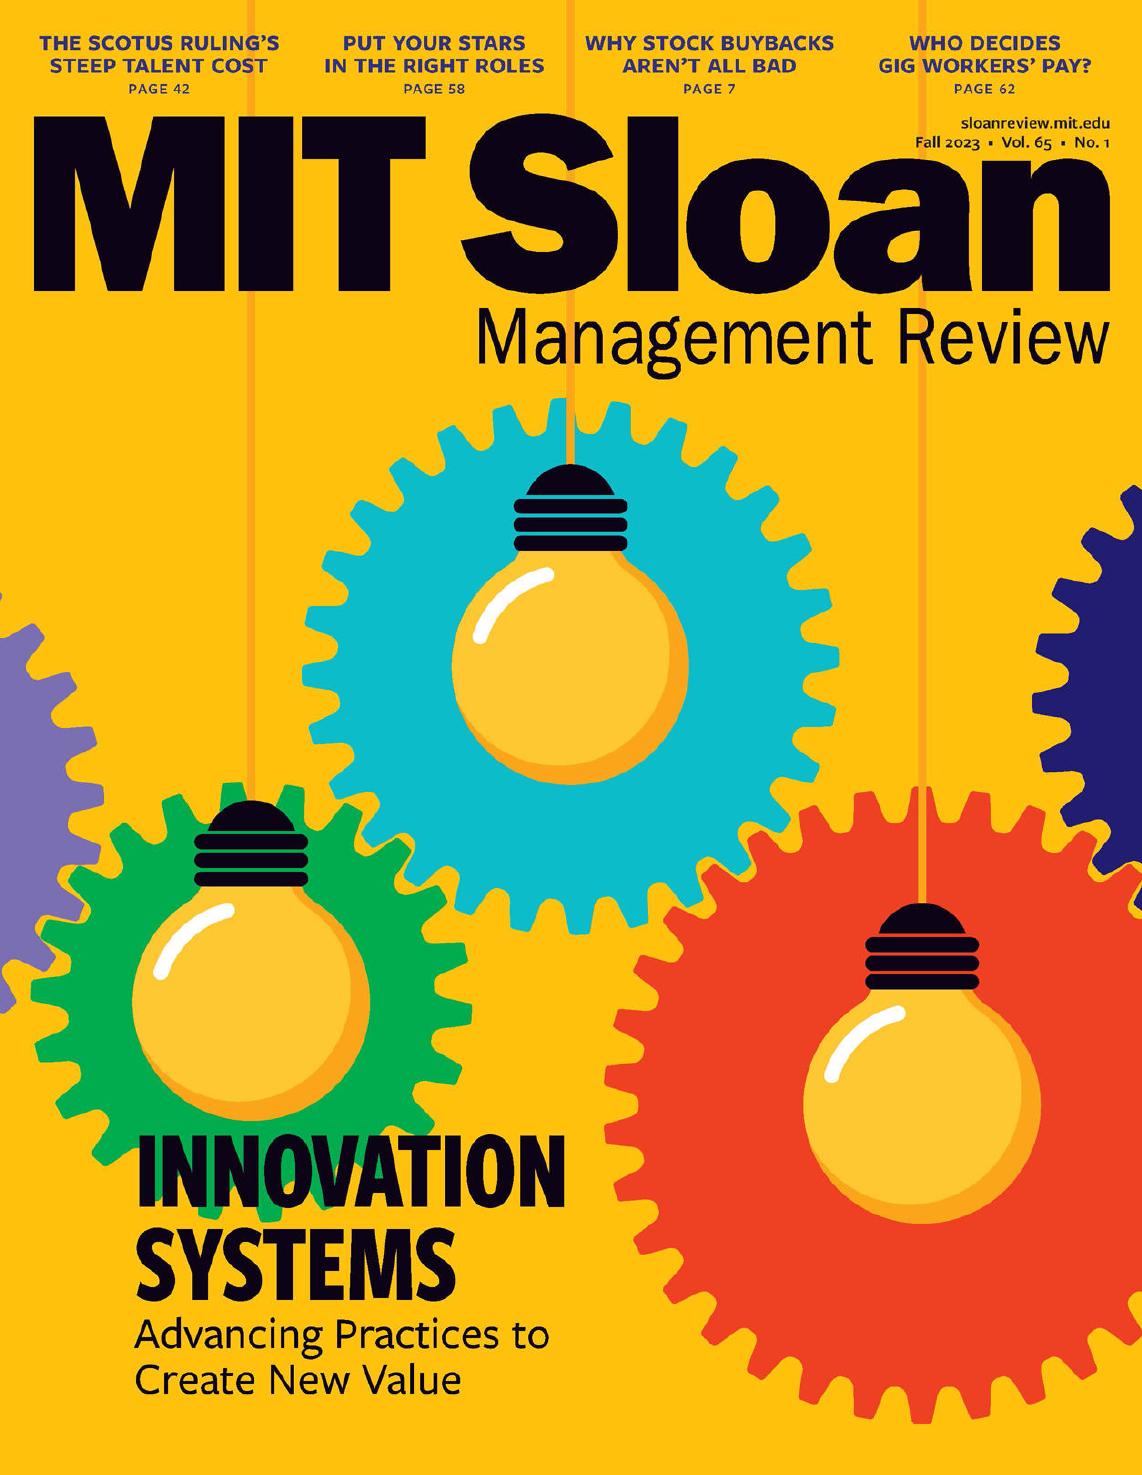 THE SCOTUS RULING'S
STEEP TALENT COST
PAGE 42
PUT YOUR STARS
IN THE RIGHT ROLES
PAGE 58
WHY STOCK BUYBACKS
AREN'T ALL BAD
PAGE 7
WHO DECIDES
GIG WORKERS' PAY?
PAGE 62
sloanreview.mit.edu
Fall 2023 ▪ Vol. 65 ▪ No. 1
MIT Sloan
Management Review
INNOVATION
SYSTEMS
Advancing Practices to
Create New Value